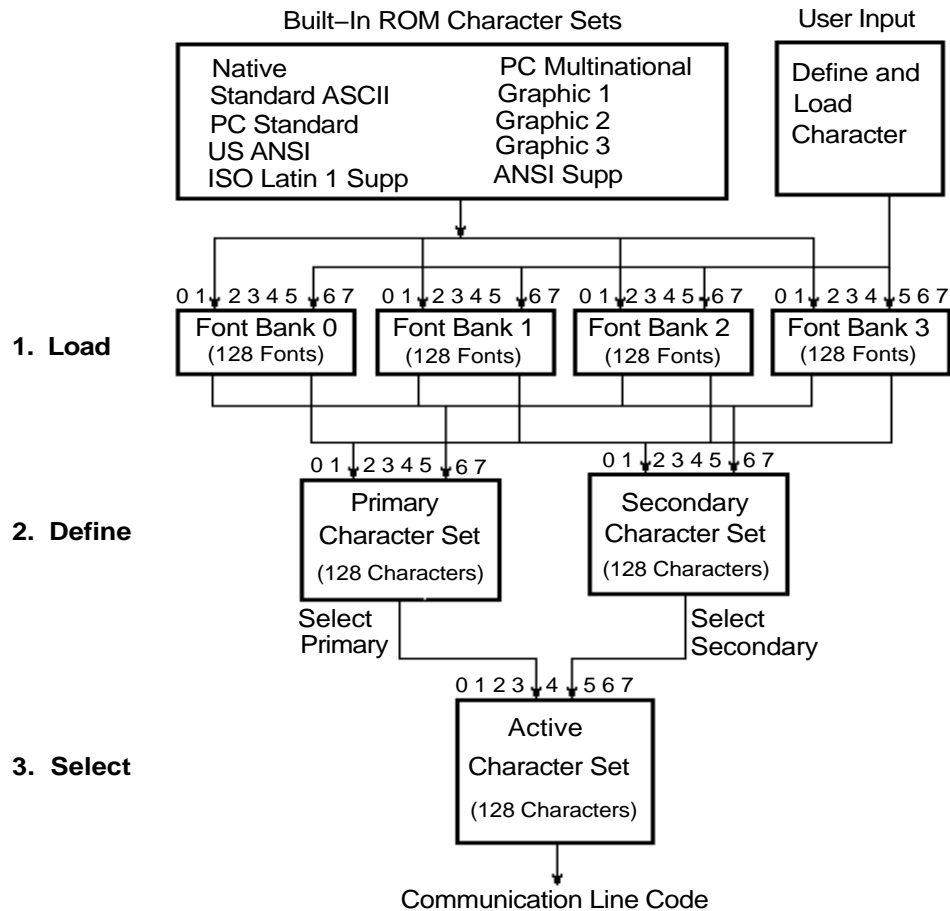 Built–In ROM Character Sets
User Input
Native
Standard ASCII
PC Standard
US ANSI
ISO Latin 1 Supp
PC Multinational
Graphic 1
Graphic 2
Graphic 3
ANSI Supp
Define and
Load
Character
0 1 2 3 4 5 6 7
0 1 2 3 4 5 6 7
0 1 2 3 4 5 6 7
0 1 2 3 4 5 6 7
1. Load
Font Bank 0
(128 Fonts)
Font Bank 1
(128 Fonts)
Font Bank 2
(128 Fonts)
Font Bank 3
(128 Fonts)
0 1 2 3 4 5 6 7
0 1 2 3 4 5 6 7
2. Define
Primary
Character Set
(128 Characters)
Secondary
Character Set
(128 Characters)
Select
Primary
Select
Secondary
0 1 2 3 4 5 6 7
3. Select
Active
Character Set
(128 Characters)
Communication Line Code